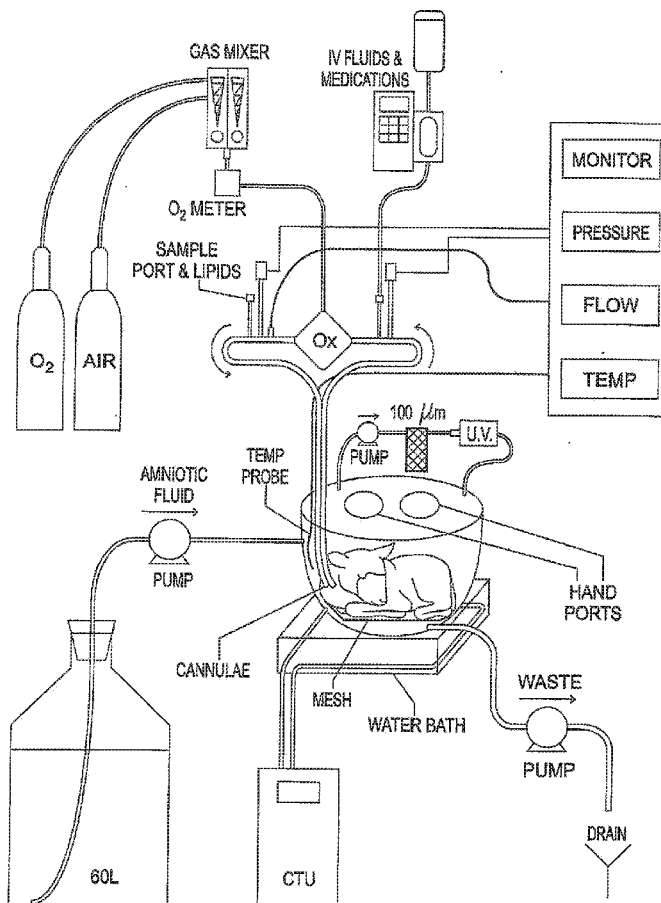 GAS MIXER
IV FLUIDS &
MEDICATIONS
MONITOR
O₂ METER
PRESSURE
SAMPLE
PORT & LIPIDS
FLOW
O₂
AIR
Ox
TEMP
100 µm
U.V.
PUMP
TEMP
PROBE
AMNIOTIC
FLUID
PUMP
HAND
PORTS
CANNULAE
MESH
WATER BATH
WASTE
PUMP
DRAIN
60L
CTU